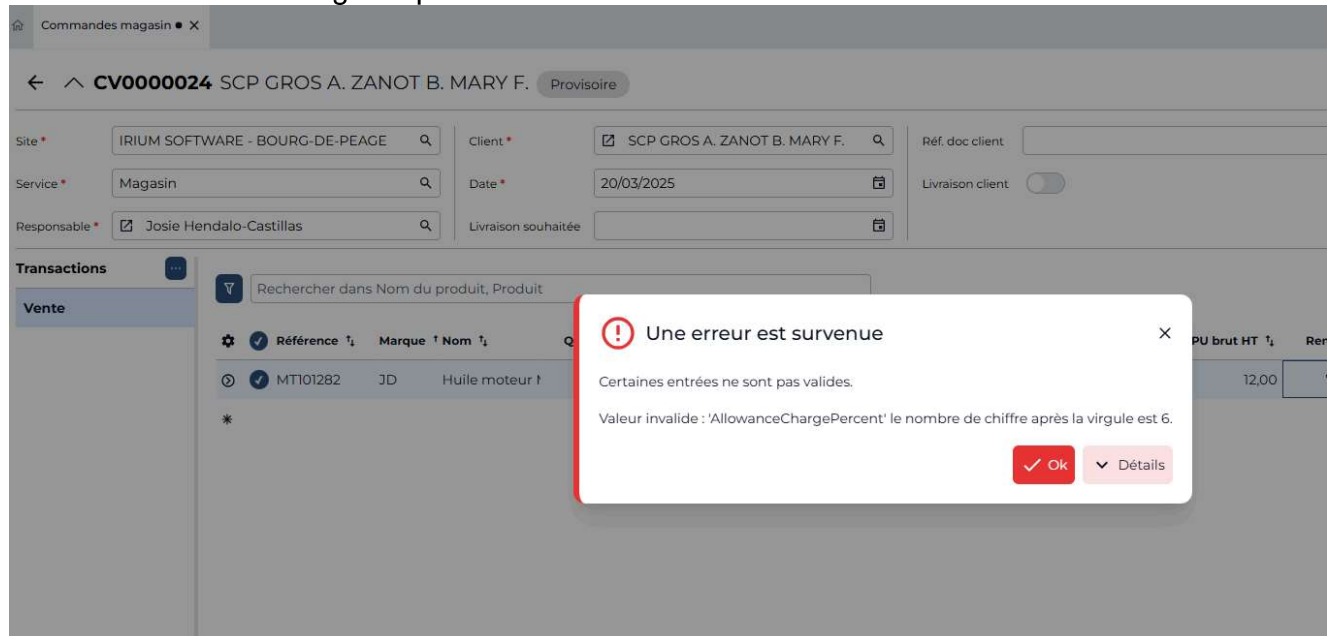 Commandes magasin
CV0000024 SCP GROS A. ZANOT B. MARY F. Provisoire
Site * IRIUM SOFTWARE - BOURG-DE-PEAGE Client * SCP GROS A. ZANOT B. MARY F. Réf. doc client
Service * Magasin Date * 20/03/2025 Livraison client
Responsable * Josie Hendalo-Castillas Livraison souhaitée
Transactions ...
Vente
Rechercher dans Nom du produit, Produit
Référence Marque Nom Q PU brut HT Rer
MT101282 JD Huile moteur 12,00
*
Une erreur est survenue
Certaines entrées ne sont pas valides.
Valeur invalide : 'AllowanceChargePercent' le nombre de chiffre après la virgule est 6.
Ok Détails